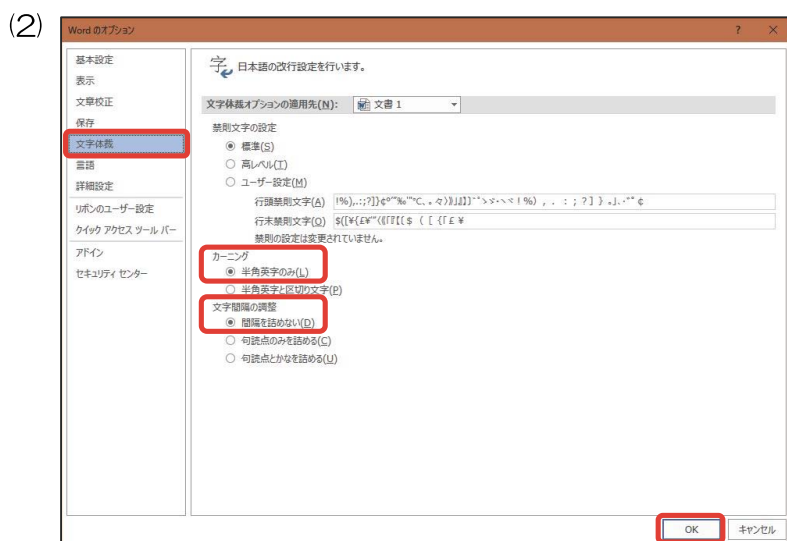 (2)
Word のオプション ? ×
基本設定
表示
文章校正
保存
文字体裁
言語
詳細設定
リボンのユーザー設定
クイック アクセス ツール バー
アドイン
セキュリティ センター
字 日本語の改行設定を行います。
文字体裁オプションの適用先(N): 文書 1
禁則文字の設定
標準(S)
高レベル(T)
ユーザー設定(M)
行頭禁則文字(A)
行末禁則文字(O)
禁則の設定は変更されていません。
カーニング
半角英字のみ(L)
半角英字と区切り文字(P)
文字間隔の調整
間隔を詰めない(D)
句読点のみを詰める(C)
句読点とかなを詰める(U)
OK キャンセル